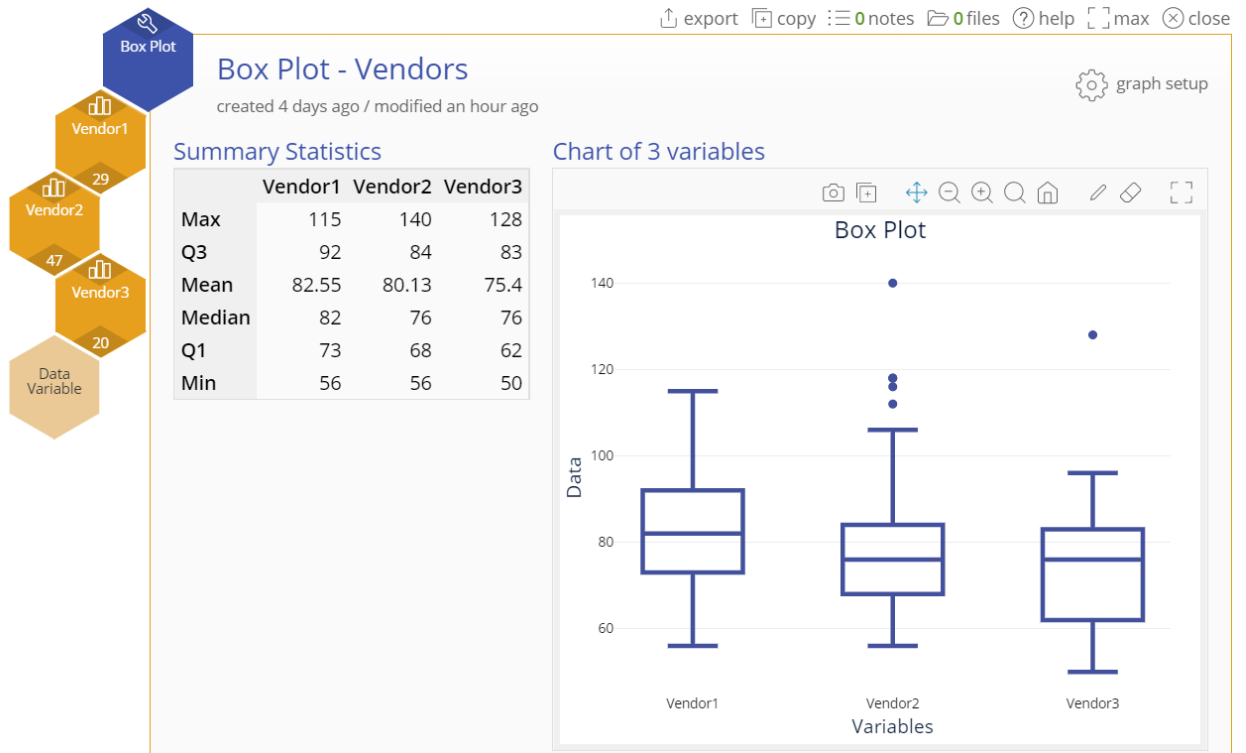 export copy 0 notes 0 files help max close
Box Plot
Box Plot - Vendors
created 4 days ago / modified an hour ago
graph setup
Vendor1
29
Vendor2
47
Vendor3
20
Data
Variable
Summary Statistics
Vendor1 Vendor2 Vendor3
Max 115 140 128
Q3 92 84 83
Mean 82.55 80.13 75.4
Median 82 76 76
Q1 73 68 62
Min 56 56 50
Chart of 3 variables
Box Plot
140
120
100
80
60
Data
Vendor1 Vendor2 Vendor3
Variables